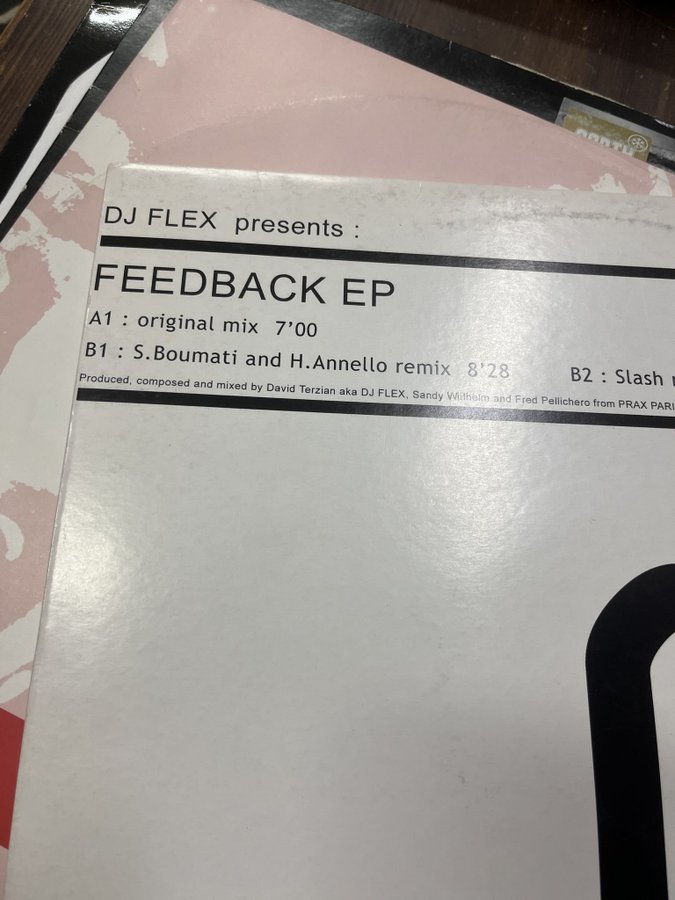 DJ FLEX presents :
FEEDBACK EP
A1 : original mix 7'00
B1 : S.Boumati and H.Annello remix 8'28 B2 : Slash
Produced, composed and mixed by David Terzian aka DJ FLEX, Sandy Wilhelm and Fred Pellichero from PRAX PARI